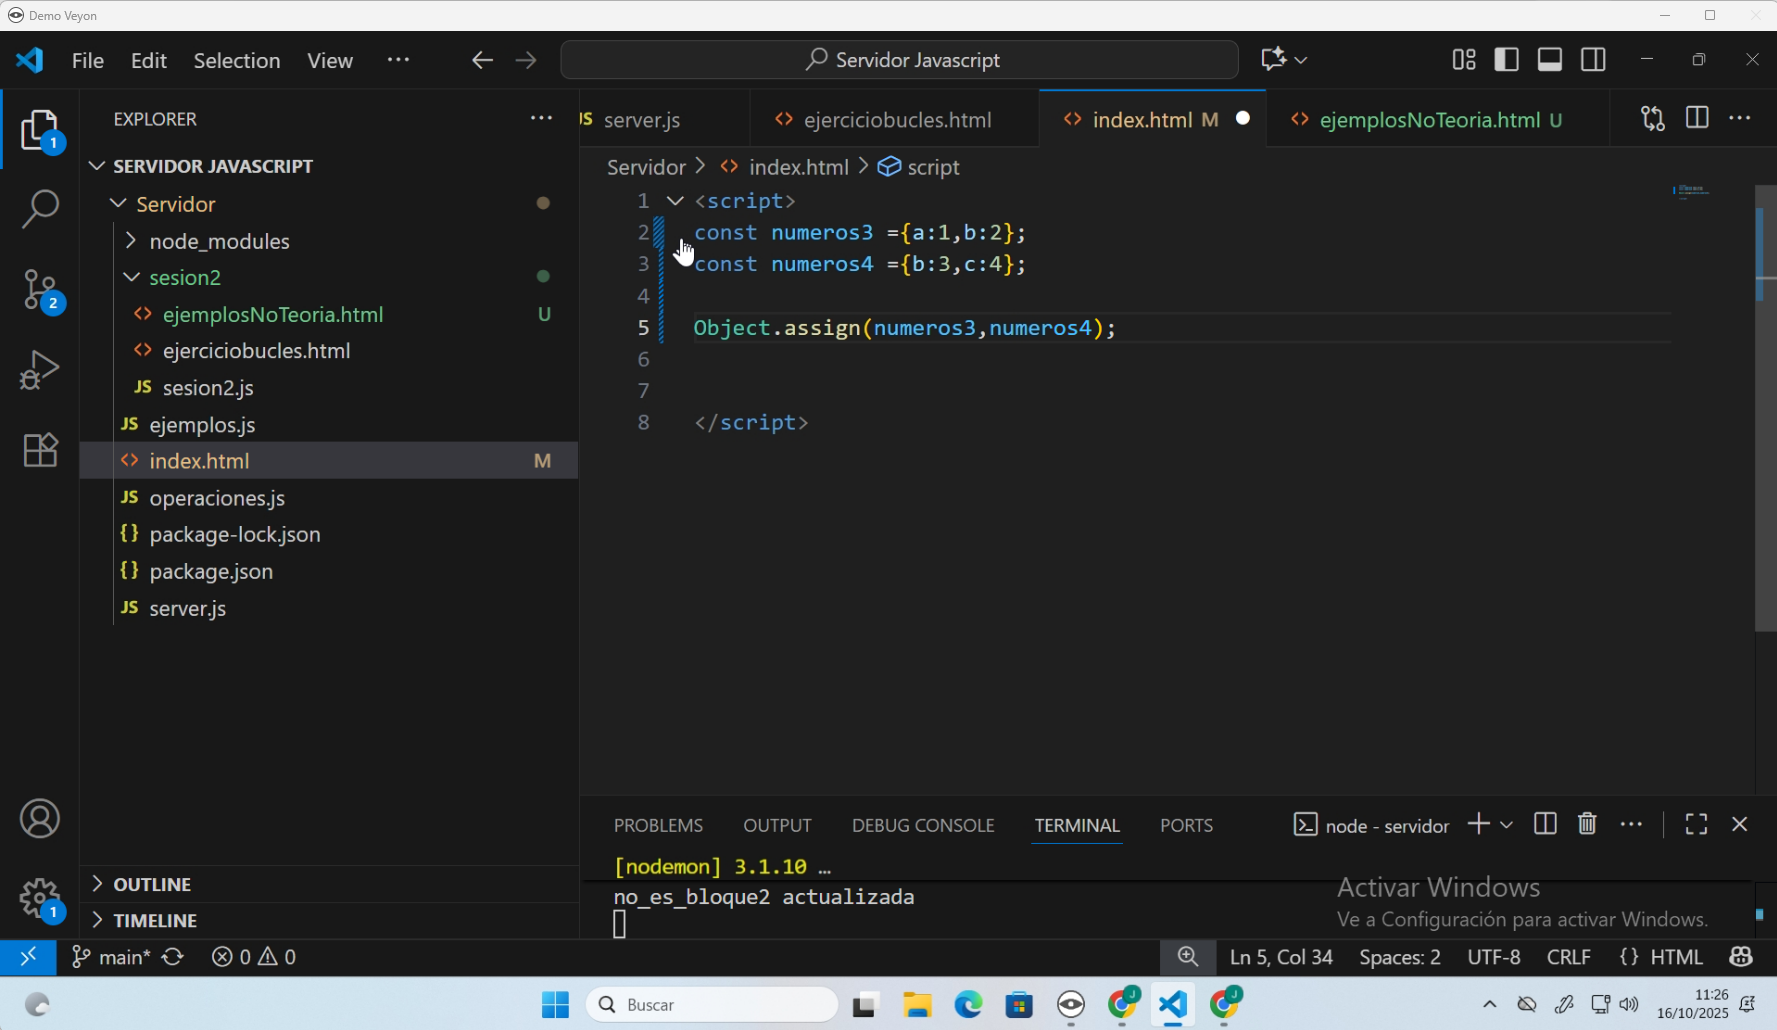 Demo Veyon
File Edit Selection View ··· Servidor Javascript
EXPLORER ···
JS server.js <> ejerciciobucles.html <> index.html M <> ejemplosNoTeoria.html U ···
SERVIDOR JAVASCRIPT
Servidor
node_modules
sesion2
<> ejemplosNoTeoria.html U
<> ejerciciobucles.html
JS sesion2.js
JS ejemplos.js
<> index.html M
JS operaciones.js
{} package-lock.json
{} package.json
JS server.js
OUTLINE
TIMELINE
1
2
1
Servidor > <> index.html > script
1 <script>
2 const numeros3 ={a:1,b:2};
3 const numeros4 ={b:3,c:4};
4
5 Object.assign(numeros3,numeros4);
6
7
8 </script>
PROBLEMS OUTPUT DEBUG CONSOLE TERMINAL PORTS node - servidor ···
[nodemon] 3.1.10 …
no_es_bloque2 actualizada
Activar Windows
Ve a Configuración para activar Windows.
main* 0 0 Ln 5, Col 34 Spaces: 2 UTF-8 CRLF {} HTML
Buscar J J 11:26
16/10/2025